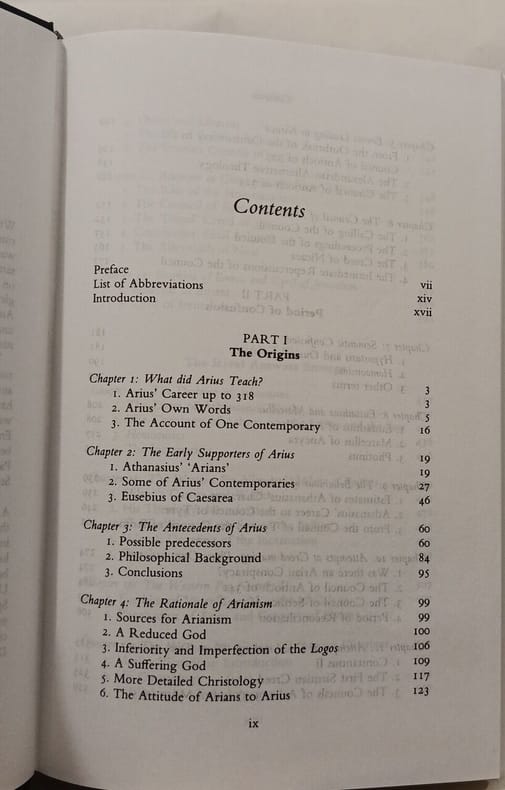 Contents
Preface vii
List of Abbreviations xiv
Introduction xvii
PART I
The Origins
Chapter 1: What did Arius Teach? 3
1. Arius' Career up to 318 3
2. Arius' Own Words 5
3. The Account of One Contemporary 16
Chapter 2: The Early Supporters of Arius 19
1. Athanasius' 'Arians' 19
2. Some of Arius' Contemporaries 27
3. Eusebius of Caesarea 46
Chapter 3: The Antecedents of Arius 60
1. Possible predecessors 60
2. Philosophical Background 84
3. Conclusions 95
Chapter 4: The Rationale of Arianism 99
1. Sources for Arianism 99
2. A Reduced God 100
3. Inferiority and Imperfection of the Logos 106
4. A Suffering God 109
5. More Detailed Christology 117
6. The Attitude of Arians to Arius 123
ix